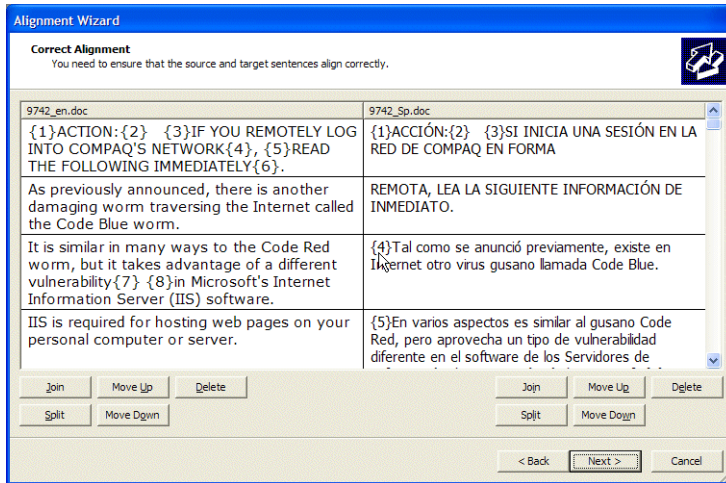 Alignment Wizard
Correct Alignment
You need to ensure that the source and target sentences align correctly.
9742_en.doc
9742_Sp.doc
{1}ACTION:{2} {3}IF YOU REMOTELY LOG
INTO COMPAQ'S NETWORK{4}, {5}READ
THE FOLLOWING IMMEDIATELY{6}.
{1}ACCIÓN:{2} {3}SI INICIA UNA SESIÓN EN LA
RED DE COMPAQ EN FORMA
As previously announced, there is another
damaging worm traversing the Internet called
the Code Blue worm.
REMOTA, LEA LA SIGUIENTE INFORMACIÓN DE
INMEDIATO.
It is similar in many ways to the Code Red
worm, but it takes advantage of a different
vulnerability{7} {8}in Microsoft's Internet
Information Server (IIS) software.
{4}Tal como se anunció previamente, existe en
Internet otro virus gusano llamada Code Blue.
IIS is required for hosting web pages on your
personal computer or server.
{5}En varios aspectos es similar al gusano Code
Red, pero aprovecha un tipo de vulnerabilidad
diferente en el software de los Servidores de
Join Move Up Delete
Split Move Down
Join Move Up Delete
Split Move Down
< Back Next > Cancel